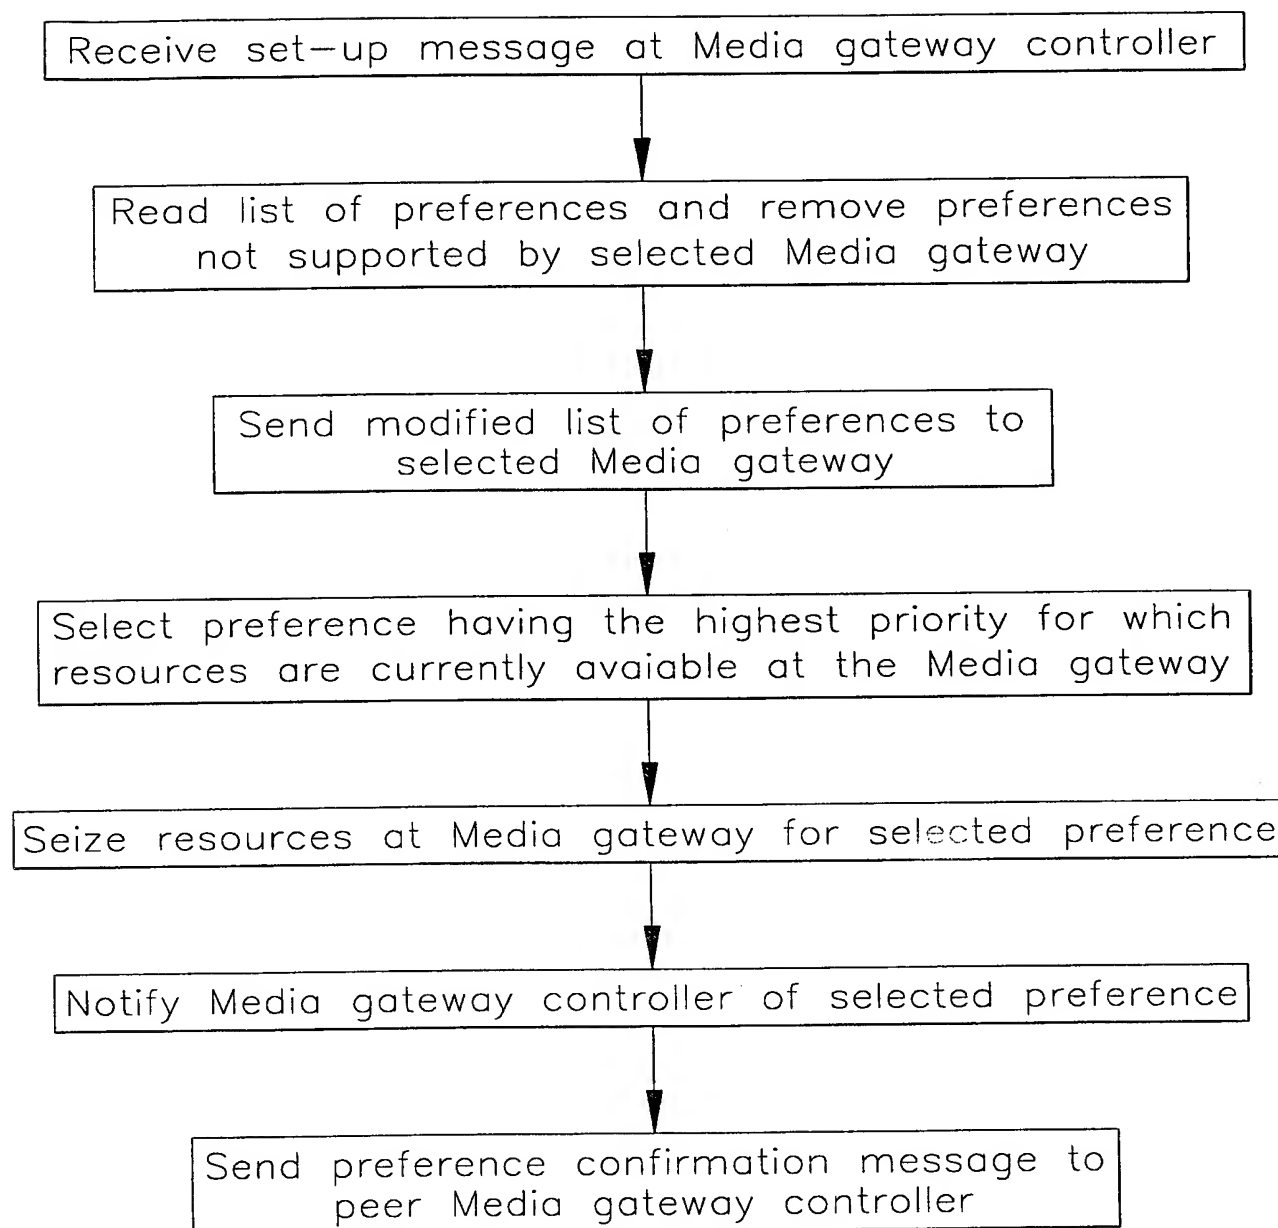 Receive set-up message at Media gateway controller
Read list of preferences and remove preferences
not supported by selected Media gateway
Send modified list of preferences to
selected Media gateway
Select preference having the highest priority for which
resources are currently avaiable at the Media gateway
Seize resources at Media gateway for selected preference
Notify Media gateway controller of selected preference
Send preference confirmation message to
peer Media gateway controller